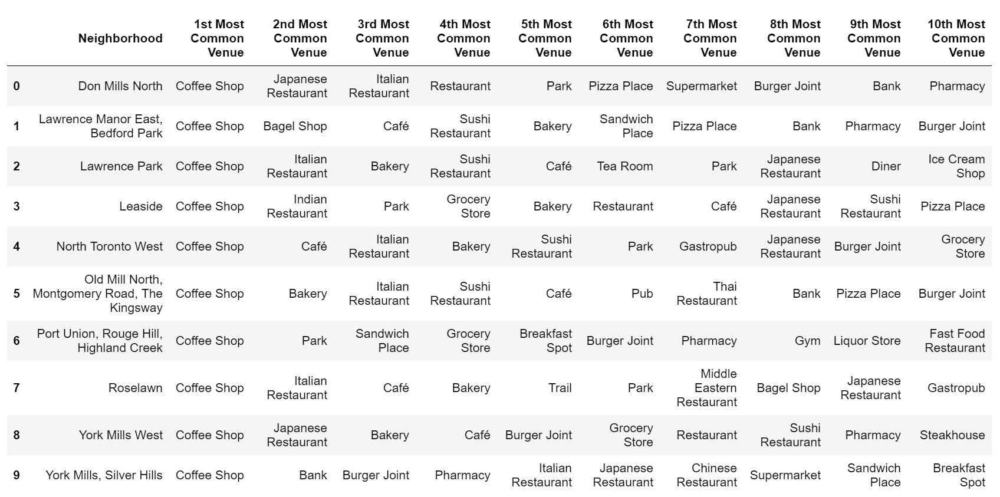 Neighborhood 1st Most Common Venue 2nd Most Common Venue 3rd Most Common Venue 4th Most Common Venue 5th Most Common Venue 6th Most Common Venue 7th Most Common Venue 8th Most Common Venue 9th Most Common Venue 10th Most Common Venue
0 Don Mills North Coffee Shop Japanese Restaurant Italian Restaurant Restaurant Park Pizza Place Supermarket Burger Joint Bank Pharmacy
1 Lawrence Manor East, Bedford Park Coffee Shop Bagel Shop Café Sushi Restaurant Bakery Sandwich Place Pizza Place Bank Pharmacy Burger Joint
2 Lawrence Park Coffee Shop Italian Restaurant Bakery Sushi Restaurant Café Tea Room Park Japanese Restaurant Diner Ice Cream Shop
3 Leaside Coffee Shop Indian Restaurant Park Grocery Store Bakery Restaurant Café Japanese Restaurant Sushi Restaurant Pizza Place
4 North Toronto West Coffee Shop Café Italian Restaurant Bakery Sushi Restaurant Park Gastropub Japanese Restaurant Burger Joint Grocery Store
5 Old Mill North, Montgomery Road, The Kingsway Coffee Shop Bakery Italian Restaurant Sushi Restaurant Café Pub Thai Restaurant Bank Pizza Place Burger Joint
6 Port Union, Rouge Hill, Highland Creek Coffee Shop Park Sandwich Place Grocery Store Breakfast Spot Burger Joint Pharmacy Gym Liquor Store Fast Food Restaurant
7 Roselawn Coffee Shop Italian Restaurant Café Bakery Trail Park Middle Eastern Restaurant Bagel Shop Japanese Restaurant Gastropub
8 York Mills West Coffee Shop Japanese Restaurant Bakery Café Burger Joint Grocery Store Restaurant Sushi Restaurant Pharmacy Steakhouse
9 York Mills, Silver Hills Coffee Shop Bank Burger Joint Pharmacy Italian Restaurant Japanese Restaurant Chinese Restaurant Supermarket Sandwich Place Breakfast Spot